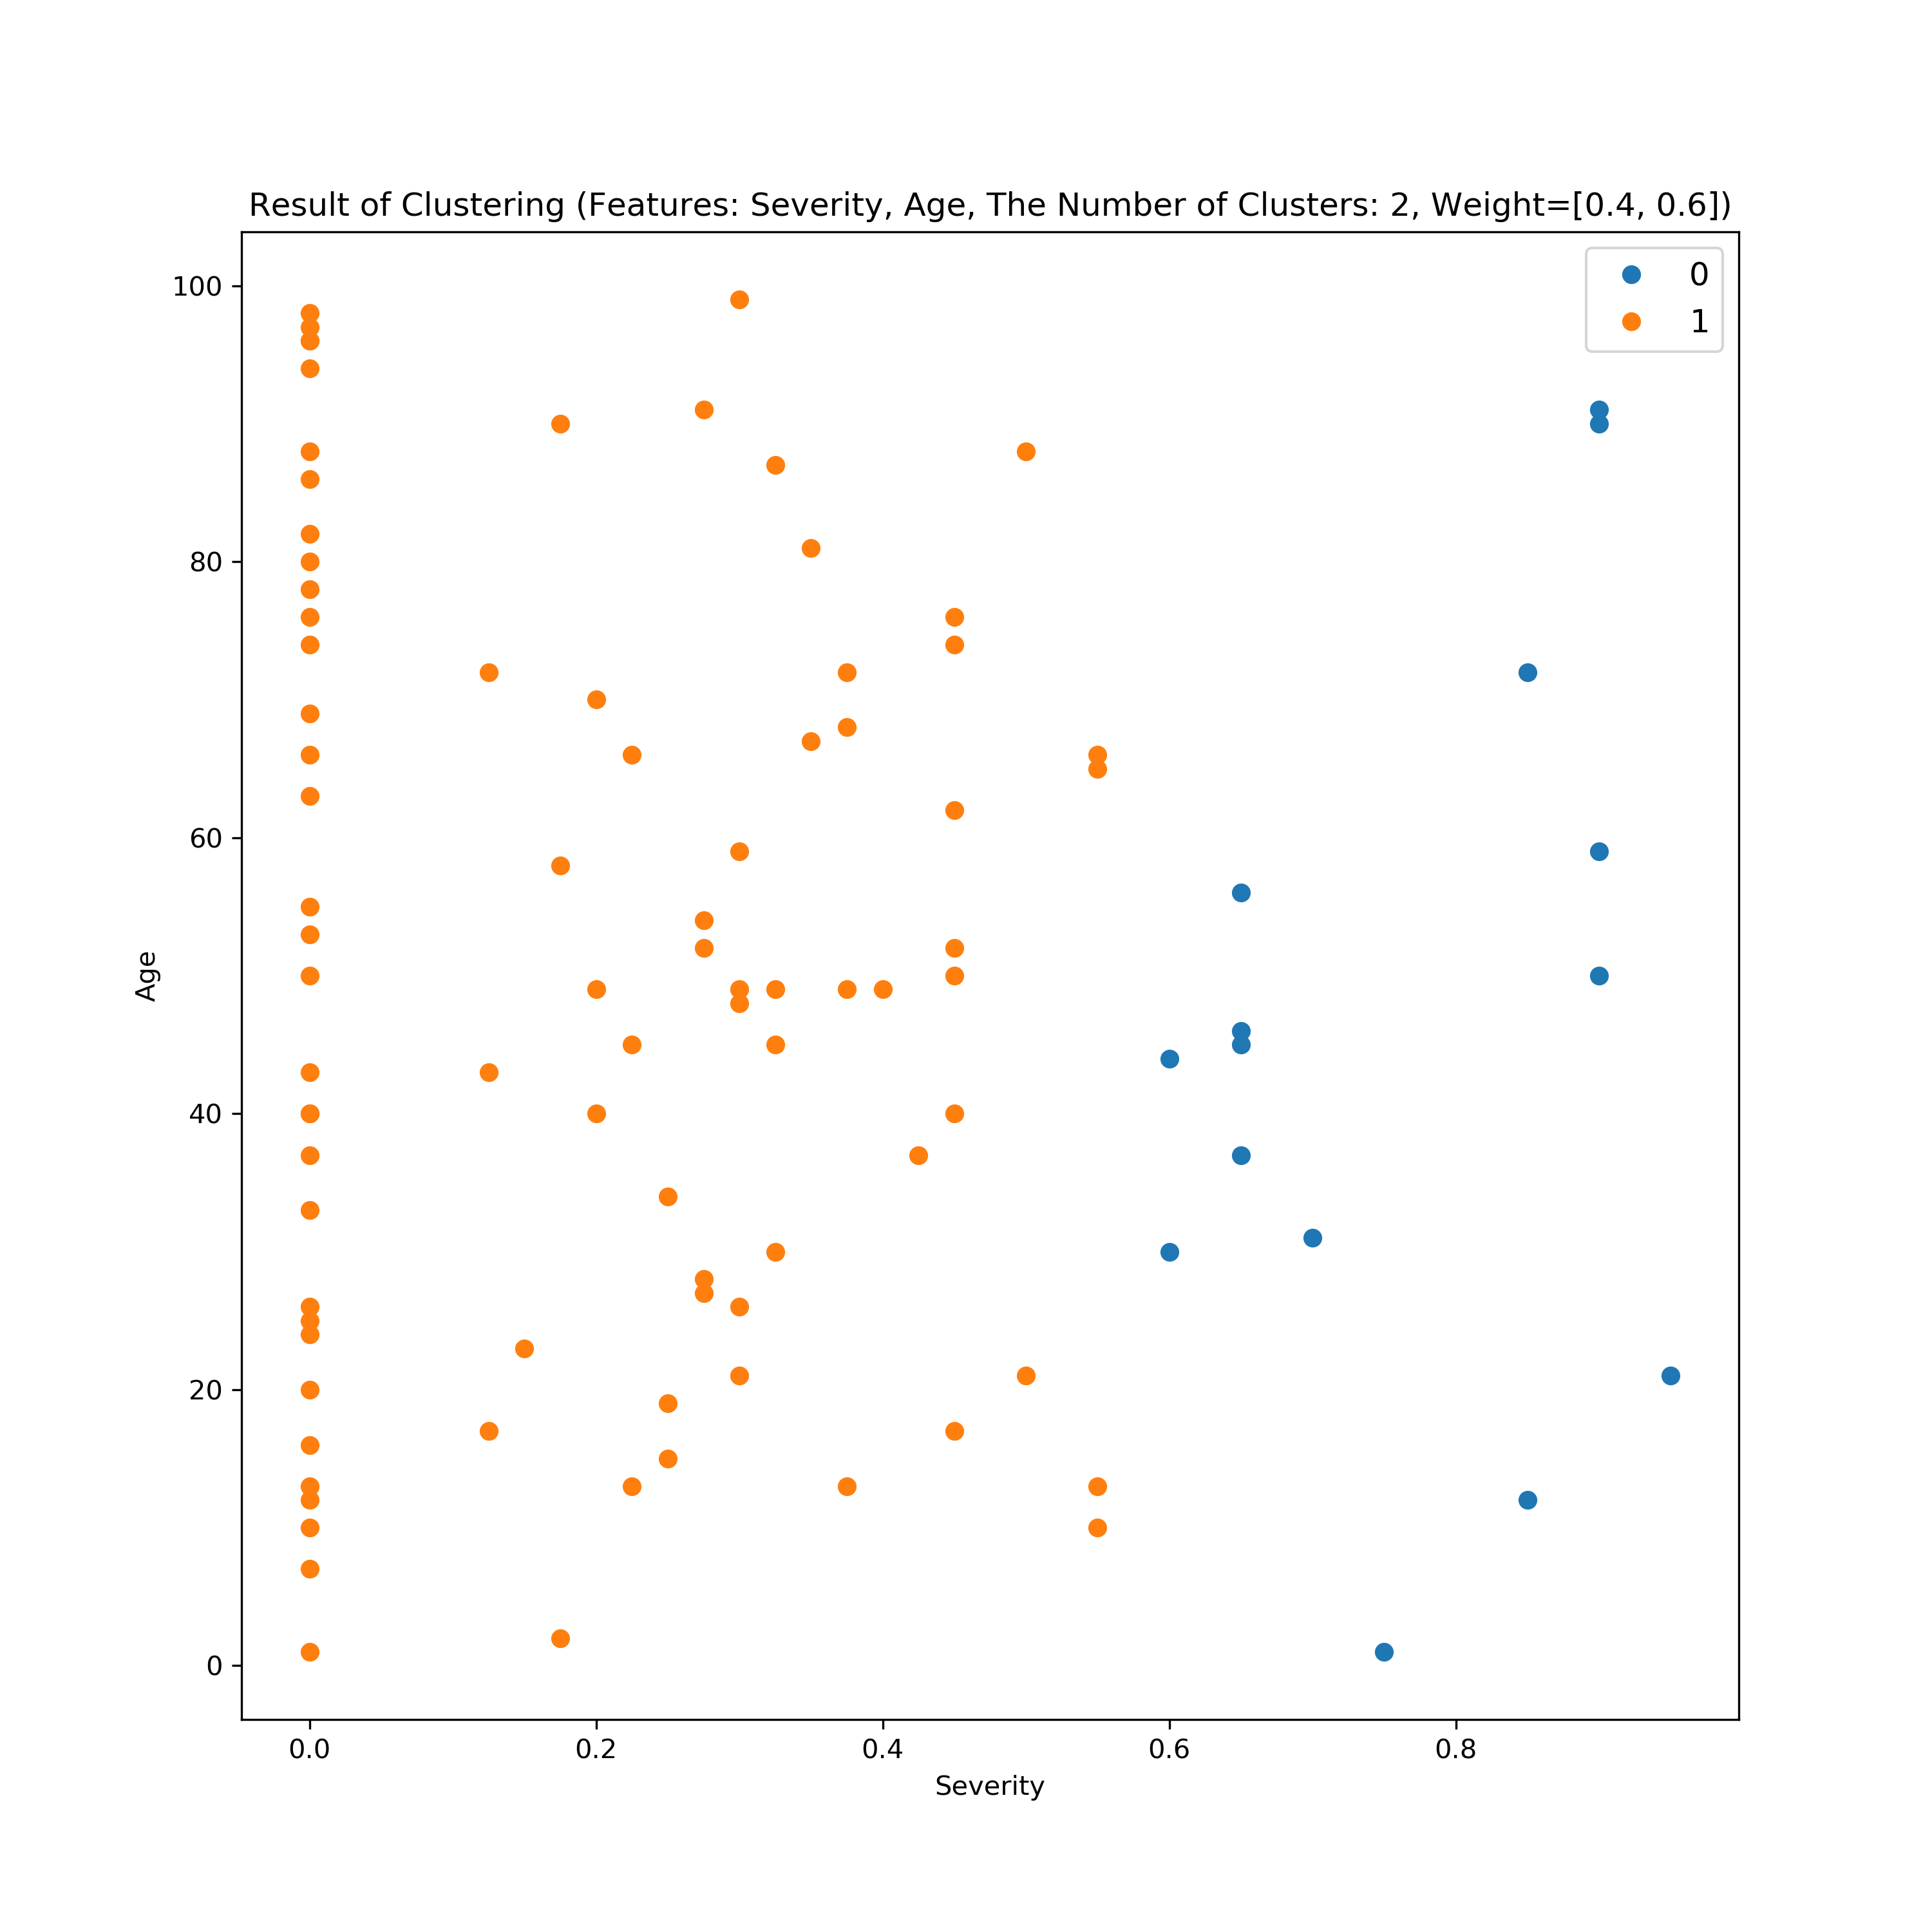 Result of Clustering (Features: Severity, Age, The Number of Clusters: 2, Weight=[0.4, 0.6])
0
1
100
80
60
40
20
0
Age
0.0 0.2 0.4 0.6 0.8
Severity